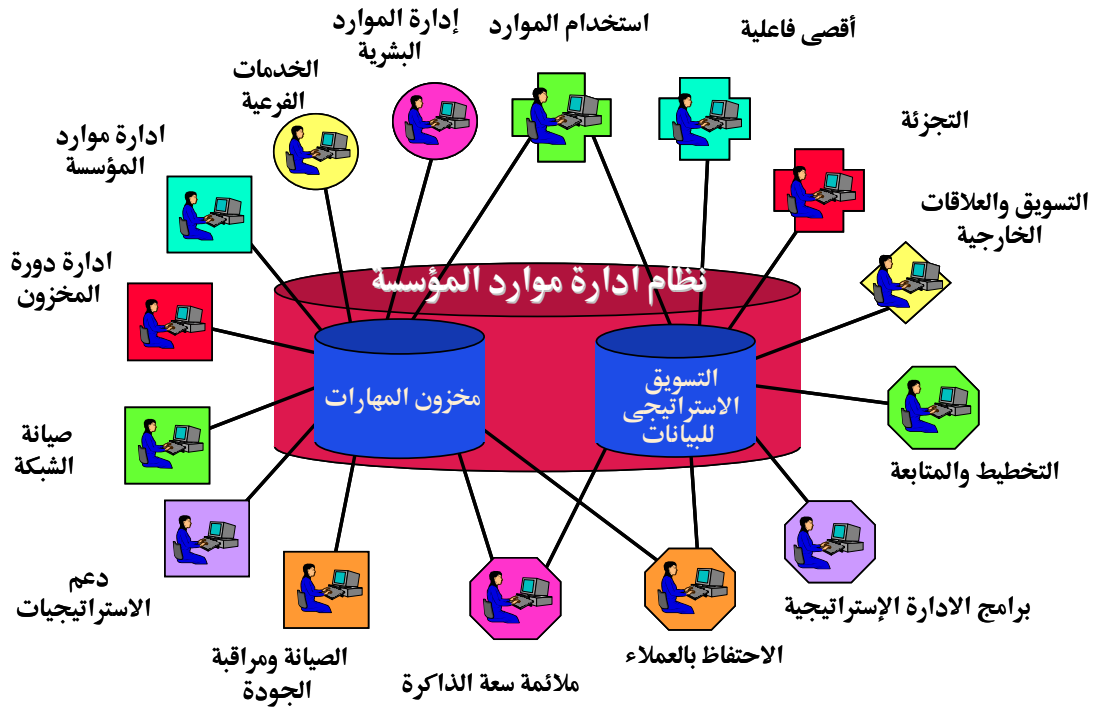 أقصى فاعلية
استخدام الموارد
إدارة الموارد
البشرية
الخدمات
الفرعية
ادارة موارد
المؤسسة
التجزئة
التسويق والعلاقات
الخارجية
ادارة دورة
المخزون
نظام ادارة موارد المؤسسة
التسويق
الاستراتيجى
للبيانات
مخزون المهارات
صيانة
الشبكة
التخطيط والمتابعة
دعم
الاستراتيجيات
برامج الادارة الإستراتيجية
الاحتفاظ بالعملاء
ملائمة سعة الذاكرة
الصيانة ومراقبة
الجودة